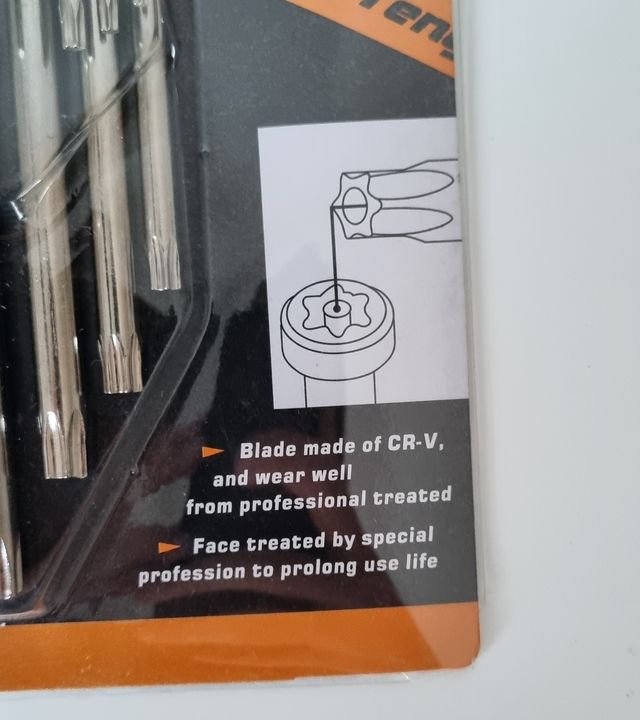 Teng
Blade made of CR-V,
and wear well
from professional treated
Face treated by special
profession to prolong use life